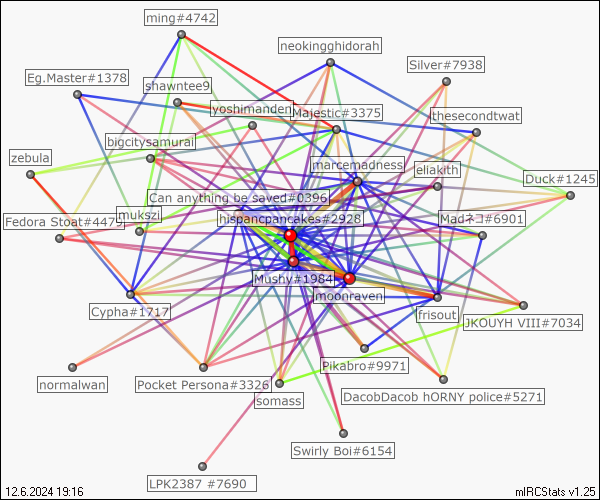 ming#4742
neokingghidorah
Silver#7938
Eg.Master#1378
shawntee9
yoshimanden
Majestic#3375
thesecondtwat
bigcitysamurai
zebula
marcemadness
eliakith
Duck#1245
Can anything be saved#0396
Fedora Stoat#4475
mukszi
hispancpancakes#2928
Madネコ#6901
Mushy#1984
moonraven
Cypha#1717
frisout
JKOUYH VIII#7034
Pikabro#9971
normalwan
Pocket Persona#3326
somass
DacobDacob hORNY police#5271
Swirly Boi#6154
LPK2387 #7690
12.6.2024 19:16
mIRCStats v1.25